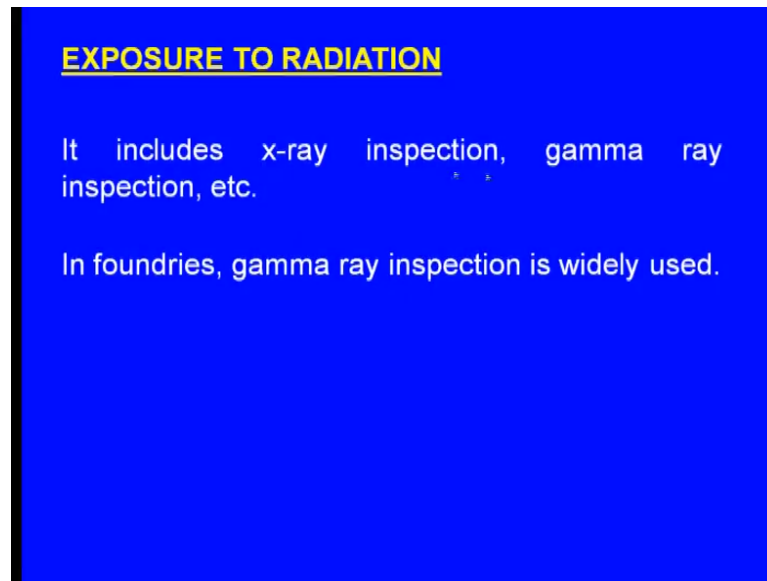 EXPOSURE TO RADIATION
It includes x-ray inspection, gamma ray
inspection, etc.
In foundries, gamma ray inspection is widely used.